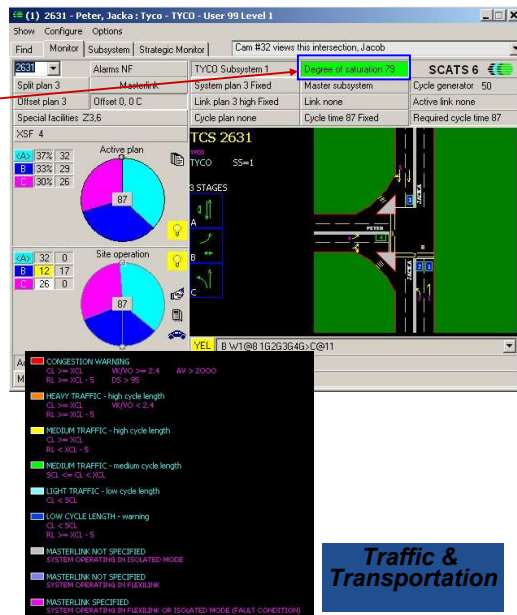 (1) 2631 - Peter, Jacka : Tyco - TYCO - User 99 Level 1
Show Configure Options
Find Monitor Subsystem Strategic Monitor Cam #32 views this intersection, Jacob
2631 Alarms NF TYCO Subsystem 1 Degree of saturation 79 SCATS 6
Split plan 3 Masterlink System plan 3 Fixed Master subsystem Cycle generator 50
Offset plan 3 Offset 0, 0 C Link plan 3 high Fixed Link none Active link none
Special facilities Z3,6 Cycle plan none Cycle time 87 Fixed Required cycle time 87
XSF 4
TCS 2631
TYCO
TYCO SS=1
3 STAGES
A
B
C
Active plan
<A> 37% 32
B 33% 29
C 30% 26
87
Site operation
<A> 32 0
B 12 17
C 26 0
87
PETER
JACKA
JACKA
YEL B W1@8 1G2G3G4G>C@11
CONGESTION WARNING
CL >= XCL VK/VO >= 2.4 AV > 2000
RL >= XCL - 5 DS > 95
HEAVY TRAFFIC - high cycle length
CL >= XCL VK/VO < 2.4
RL >= XCL - 5
MEDIUM TRAFFIC - high cycle length
CL >= XCL
RL < XCL - 5
MEDIUM TRAFFIC - medium cycle length
SCL <= CL < XCL
LIGHT TRAFFIC - low cycle length
CL < SCL
LOW CYCLE LENGTH - warning
CL < SCL
RL >= XCL - 5
MASTERLINK NOT SPECIFIED
SYSTEM OPERATING IN ISOLATED MODE
MASTERLINK NOT SPECIFIED
SYSTEM OPERATING IN FLEXILINK
MASTERLINK SPECIFIED
SYSTEM OPERATING IN FLEXILINK OR ISOLATED MODE (FAULT CONDITION)
Traffic &
Transportation